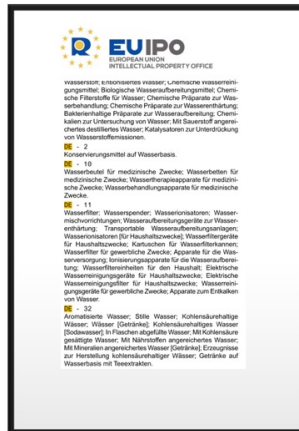 EUIPO
EUROPEAN UNION
INTELLECTUAL PROPERTY OFFICE
Wasserstoff; Entionisiertes Wasser; Chemische Wasserreini-
gungsmittel; Biologische Wasseraufbereitungsmittel; Chemi-
sche Filterstoffe für Wasser; Chemische Präparate zur Was-
serbehandlung; Chemische Präparate zur Wasserenthärtung;
Bakterienhaltige Präparate zur Wasseraufbereitung; Chemi-
kalien zur Untersuchung von Wasser; Mit Sauerstoff angerei-
chertes destilliertes Wasser; Katalysatoren zur Unterdrückung
von Wasserstoffemissionen.
DE - 2
Konservierungsmittel auf Wasserbasis.
DE - 10
Wasserbeutel für medizinische Zwecke; Wasserbetten für
medizinische Zwecke; Wassertherapieapparate für medizini-
sche Zwecke; Wasserbehandlungsapparate für medizinische
Zwecke.
DE - 11
Wasserfilter; Wasserspender; Wasserionisatoren; Wasser-
mischvorrichtungen; Wasseraufbereitungsgeräte zur Wasser-
enthärtung; Transportable Wasseraufbereitungsanlagen;
Wasserionisatoren [für Haushaltszwecke]; Wasserfiltergeräte
für Haushaltszwecke; Kartuschen für Wasserfilterkannen;
Wasserfilter für gewerbliche Zwecke; Apparate für die Was-
serversorgung; Ionisierungsapparate für die Wasseraufberei-
tung; Wasserfiltereinheiten für den Haushalt; Elektrische
Wasserreinigungsgeräte für Haushaltszwecke; Elektrische
Wasserreinigungsfilter für Haushaltszwecke; Wasserreini-
gungsgeräte für gewerbliche Zwecke; Apparate zum Entkalken
von Wasser.
DE - 32
Aromatisierte Wasser; Stille Wasser; Kohlensäurehaltige
Wasser; Wässer [Getränke]; Kohlensäurehaltiges Wasser
[Sodawasser]; In Flaschen abgefüllte Wasser; Mit Kohlensäure
gesättigte Wasser; Mit Nährstoffen angereichertes Wasser;
Mit Mineralien angereichertes Wasser [Getränke]; Erzeugnisse
zur Herstellung kohlensäurehaltiger Wässer; Getränke auf
Wasserbasis mit Teeextrakten.